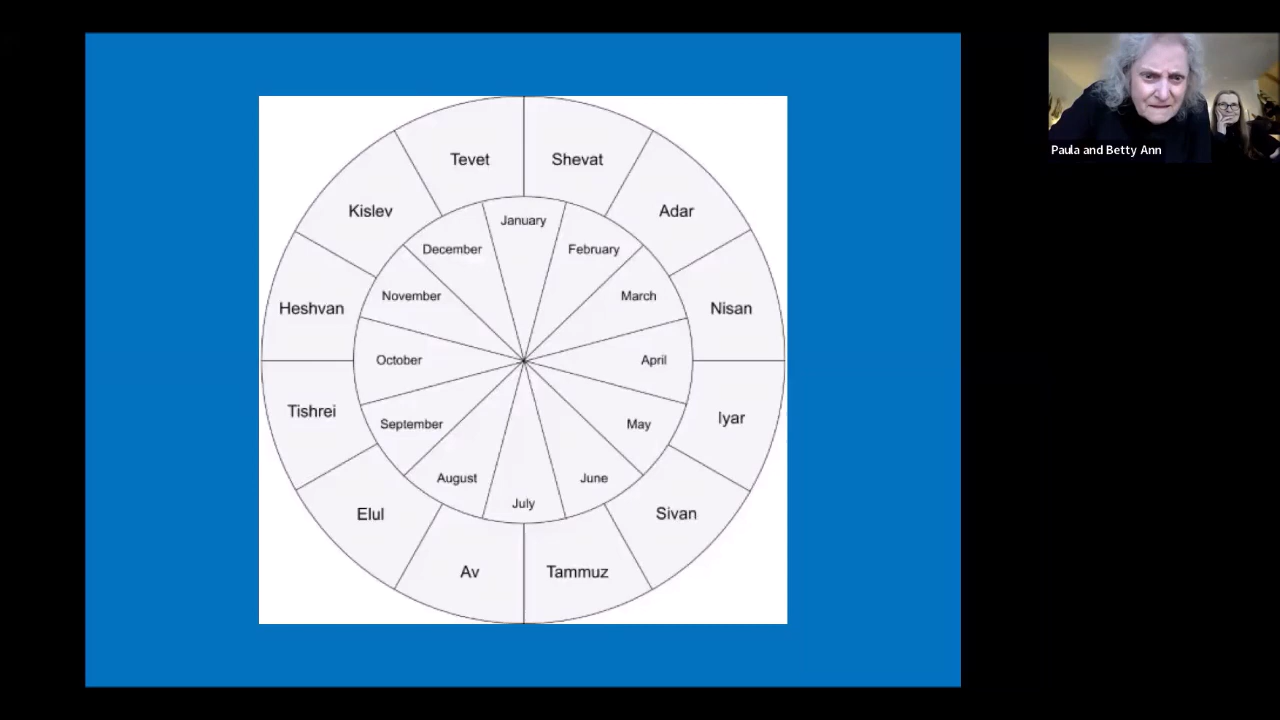 Tevet
Shevat
Kislev
Adar
January
December
February
November
March
Heshvan
Nisan
October
April
Tishrei
Iyar
September
May
August
June
July
Elul
Sivan
Av
Tammuz
Paula and Betty Ann